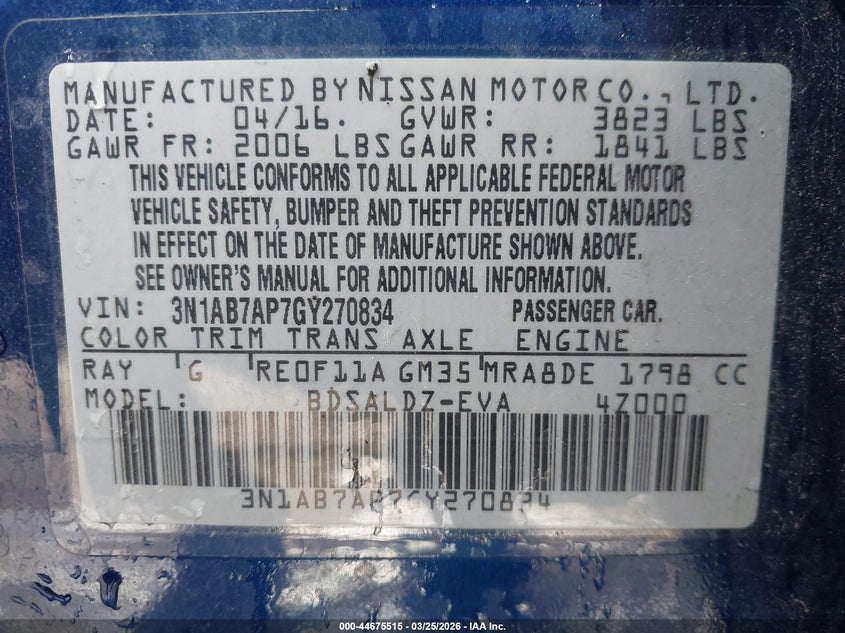 MANUFACTURED BY NISSAN MOTOR CO., LTD.
DATE: 04/16. GVWR: 3823 LBS
GAWR FR: 2006 LBS GAWR RR: 1841 LBS
THIS VEHICLE CONFORMS TO ALL APPLICABLE FEDERAL MOTOR
VEHICLE SAFETY, BUMPER AND THEFT PREVENTION STANDARDS
IN EFFECT ON THE DATE OF MANUFACTURE SHOWN ABOVE.
SEE OWNER'S MANUAL FOR ADDITIONAL INFORMATION.
VIN: 3N1AB7AP7GY270834 PASSENGER CAR.
COLOR TRIM TRANS AXLE ENGINE
RAY G RE0F11A GM35 MRA8DE 1798 CC
MODEL: BDSALDZ-EVA 4Z000
3N1AB7AP7GY270834
000-44675515 - 03/25/2026 - IAA Inc.